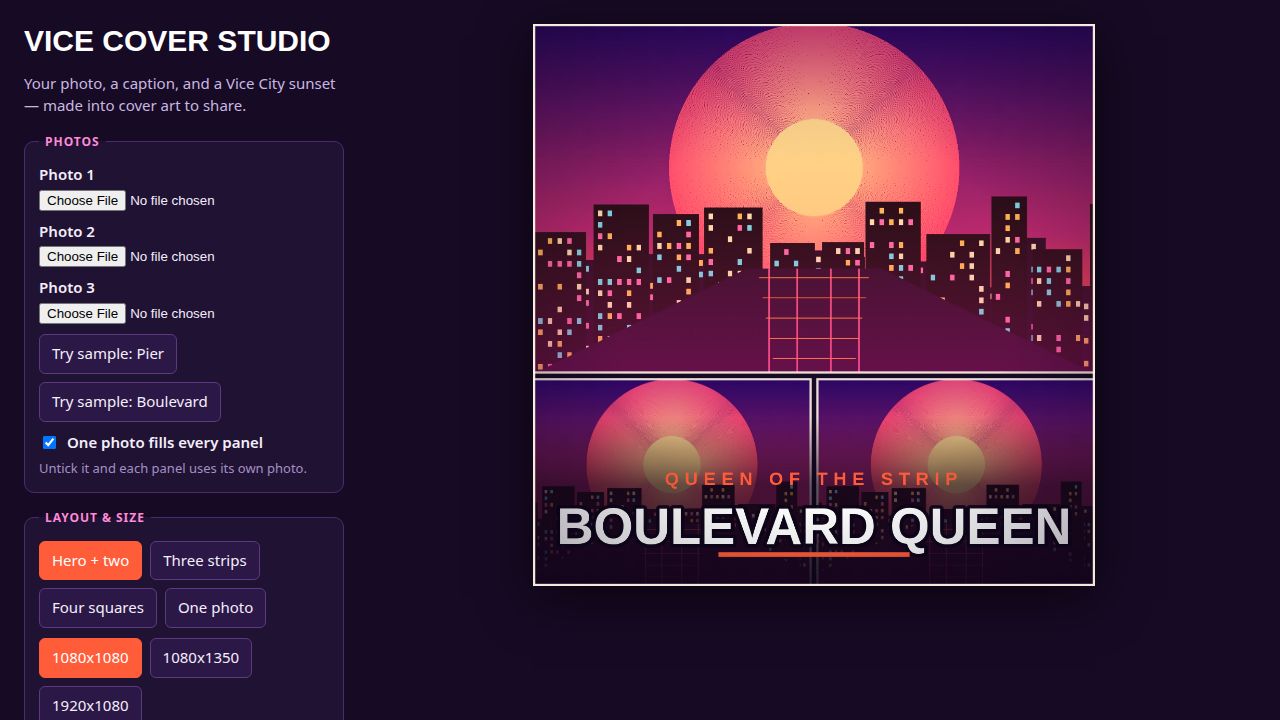 VICE COVER STUDIO
Your photo, a caption, and a Vice City sunset
— made into cover art to share.
PHOTOS
Photo 1
Choose File No file chosen
Photo 2
Choose File No file chosen
Photo 3
Choose File No file chosen
Try sample: Pier
Try sample: Boulevard
One photo fills every panel
Untick it and each panel uses its own photo.
LAYOUT & SIZE
Hero + two
Three strips
Four squares
One photo
1080x1080
1080x1350
1920x1080
QUEEN OF THE STRIP
BOULEVARD QUEEN